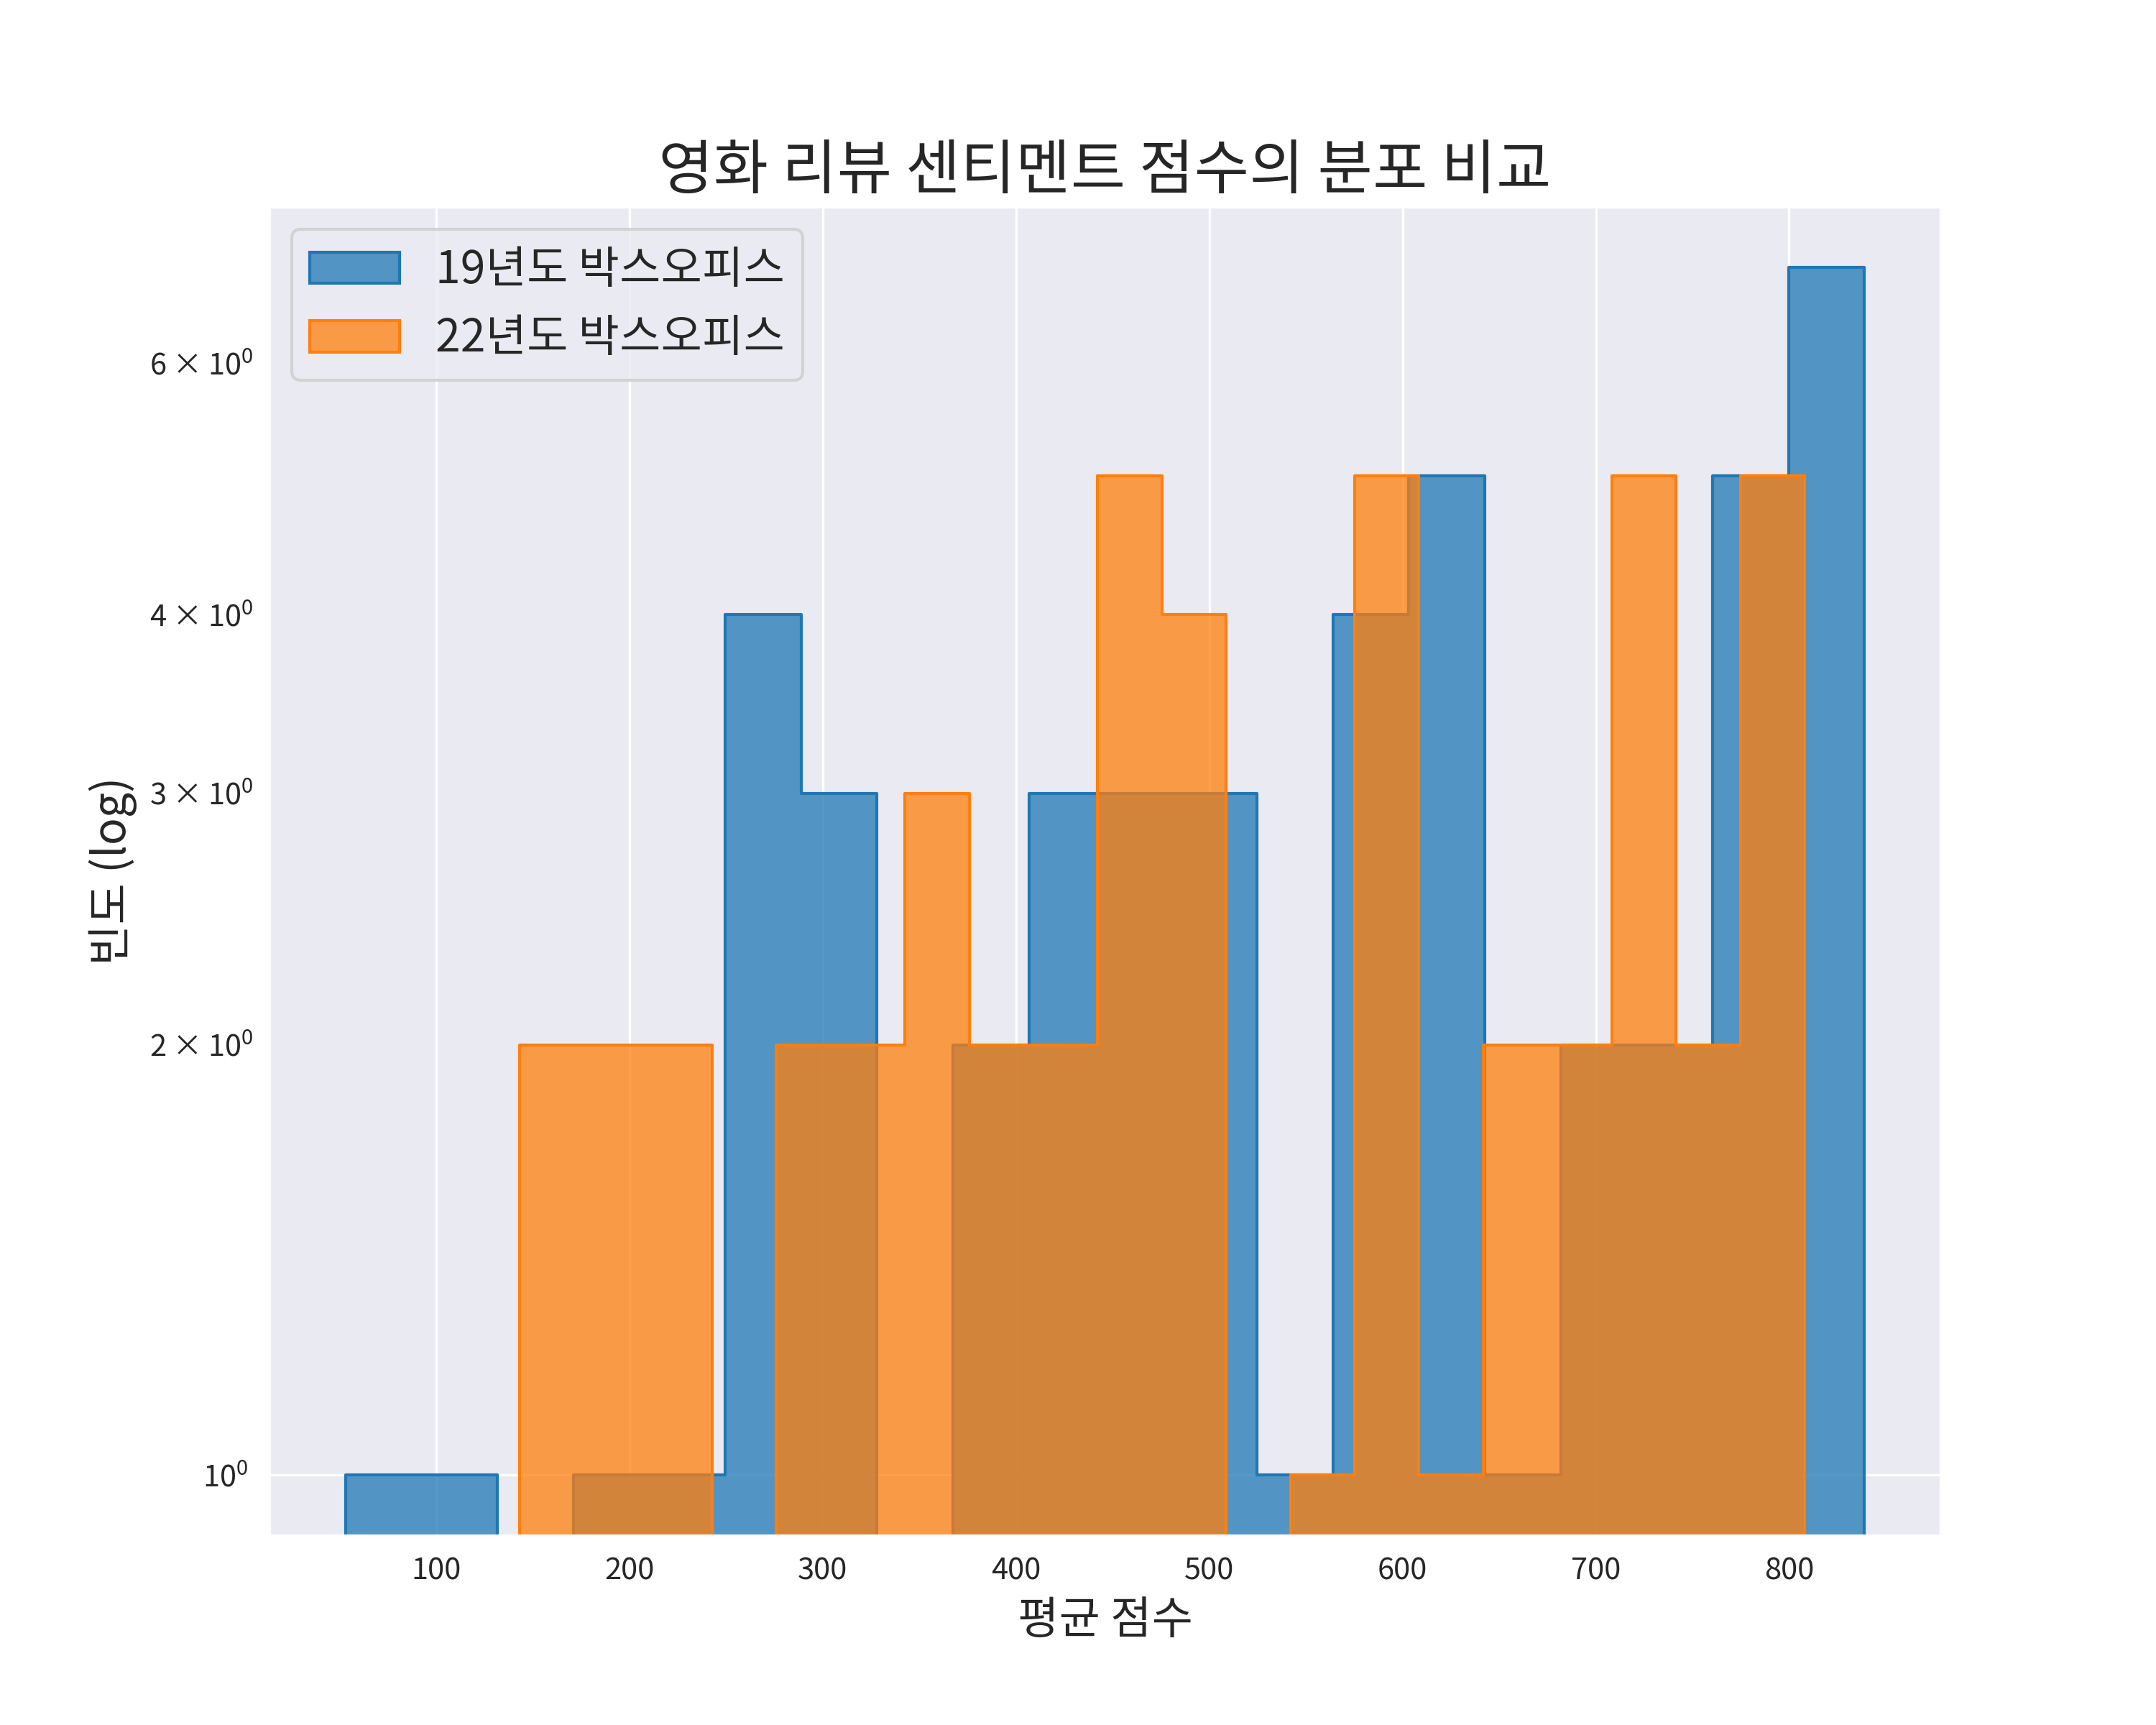 영화 리뷰 센티멘트 점수의 분포 비교
19년도 박스오피스
22년도 박스오피스
6 × 10⁰
4 × 10⁰
3 × 10⁰
2 × 10⁰
10⁰
빈도 (log)
100 200 300 400 500 600 700 800
평균 점수